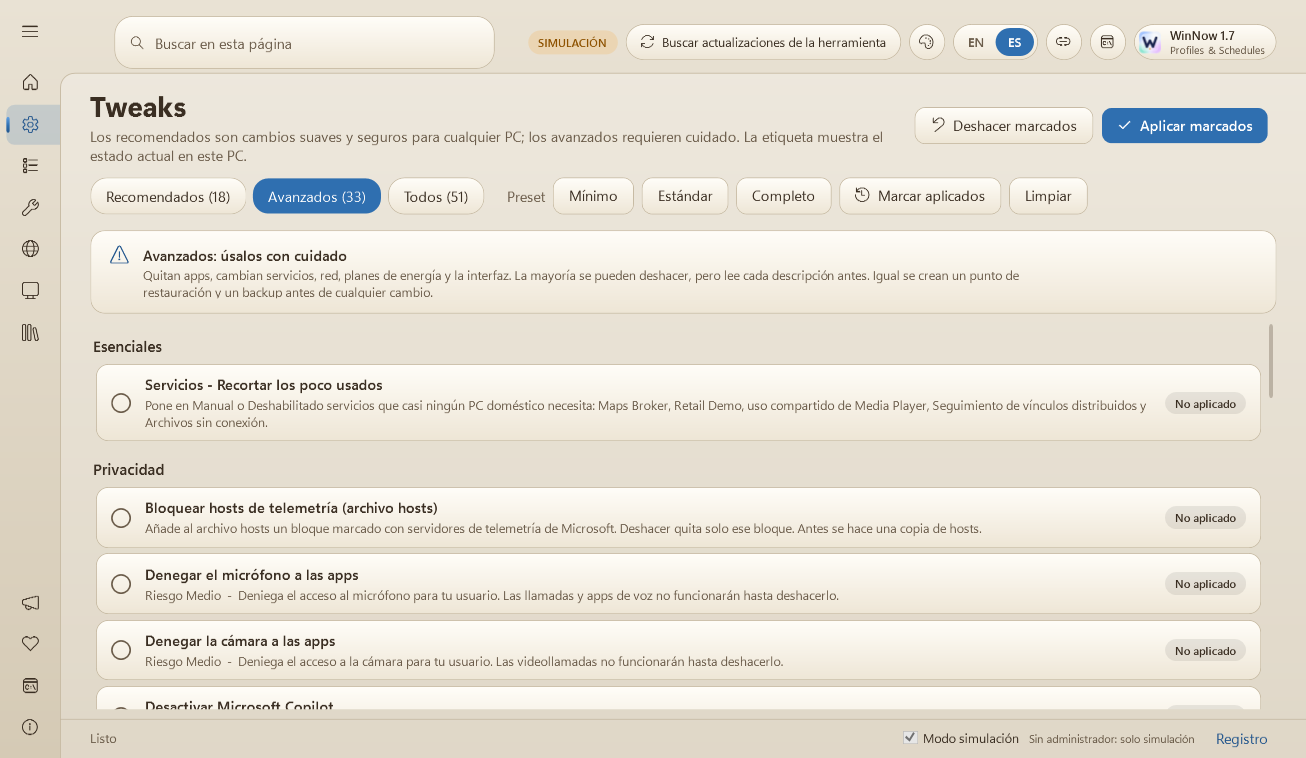 Buscar en esta página
SIMULACIÓN
Buscar actualizaciones de la herramienta
EN
ES
WinNow 1.7
Profiles & Schedules
Tweaks
Los recomendados son cambios suaves y seguros para cualquier PC; los avanzados requieren cuidado. La etiqueta muestra el
estado actual en este PC.
Deshacer marcados
Aplicar marcados
Recomendados (18)
Avanzados (33)
Todos (51)
Preset
Mínimo
Estándar
Completo
Marcar aplicados
Limpiar
Avanzados: úsalos con cuidado
Quitan apps, cambian servicios, red, planes de energía y la interfaz. La mayoría se pueden deshacer, pero lee cada descripción antes. Igual se crean un punto de
restauración y un backup antes de cualquier cambio.
Esenciales
Servicios - Recortar los poco usados
Pone en Manual o Deshabilitado servicios que casi ningún PC doméstico necesita: Maps Broker, Retail Demo, uso compartido de Media Player, Seguimiento de vínculos distribuidos y
Archivos sin conexión.
No aplicado
Privacidad
Bloquear hosts de telemetría (archivo hosts)
Añade al archivo hosts un bloque marcado con servidores de telemetría de Microsoft. Deshacer quita solo ese bloque. Antes se hace una copia de hosts.
No aplicado
Denegar el micrófono a las apps
Riesgo Medio - Deniega el acceso al micrófono para tu usuario. Las llamadas y apps de voz no funcionarán hasta deshacerlo.
No aplicado
Denegar la cámara a las apps
Riesgo Medio - Deniega el acceso a la cámara para tu usuario. Las videollamadas no funcionarán hasta deshacerlo.
No aplicado
Desactivar Microsoft Copilot
Listo
Modo simulación
Sin administrador: solo simulación
Registro